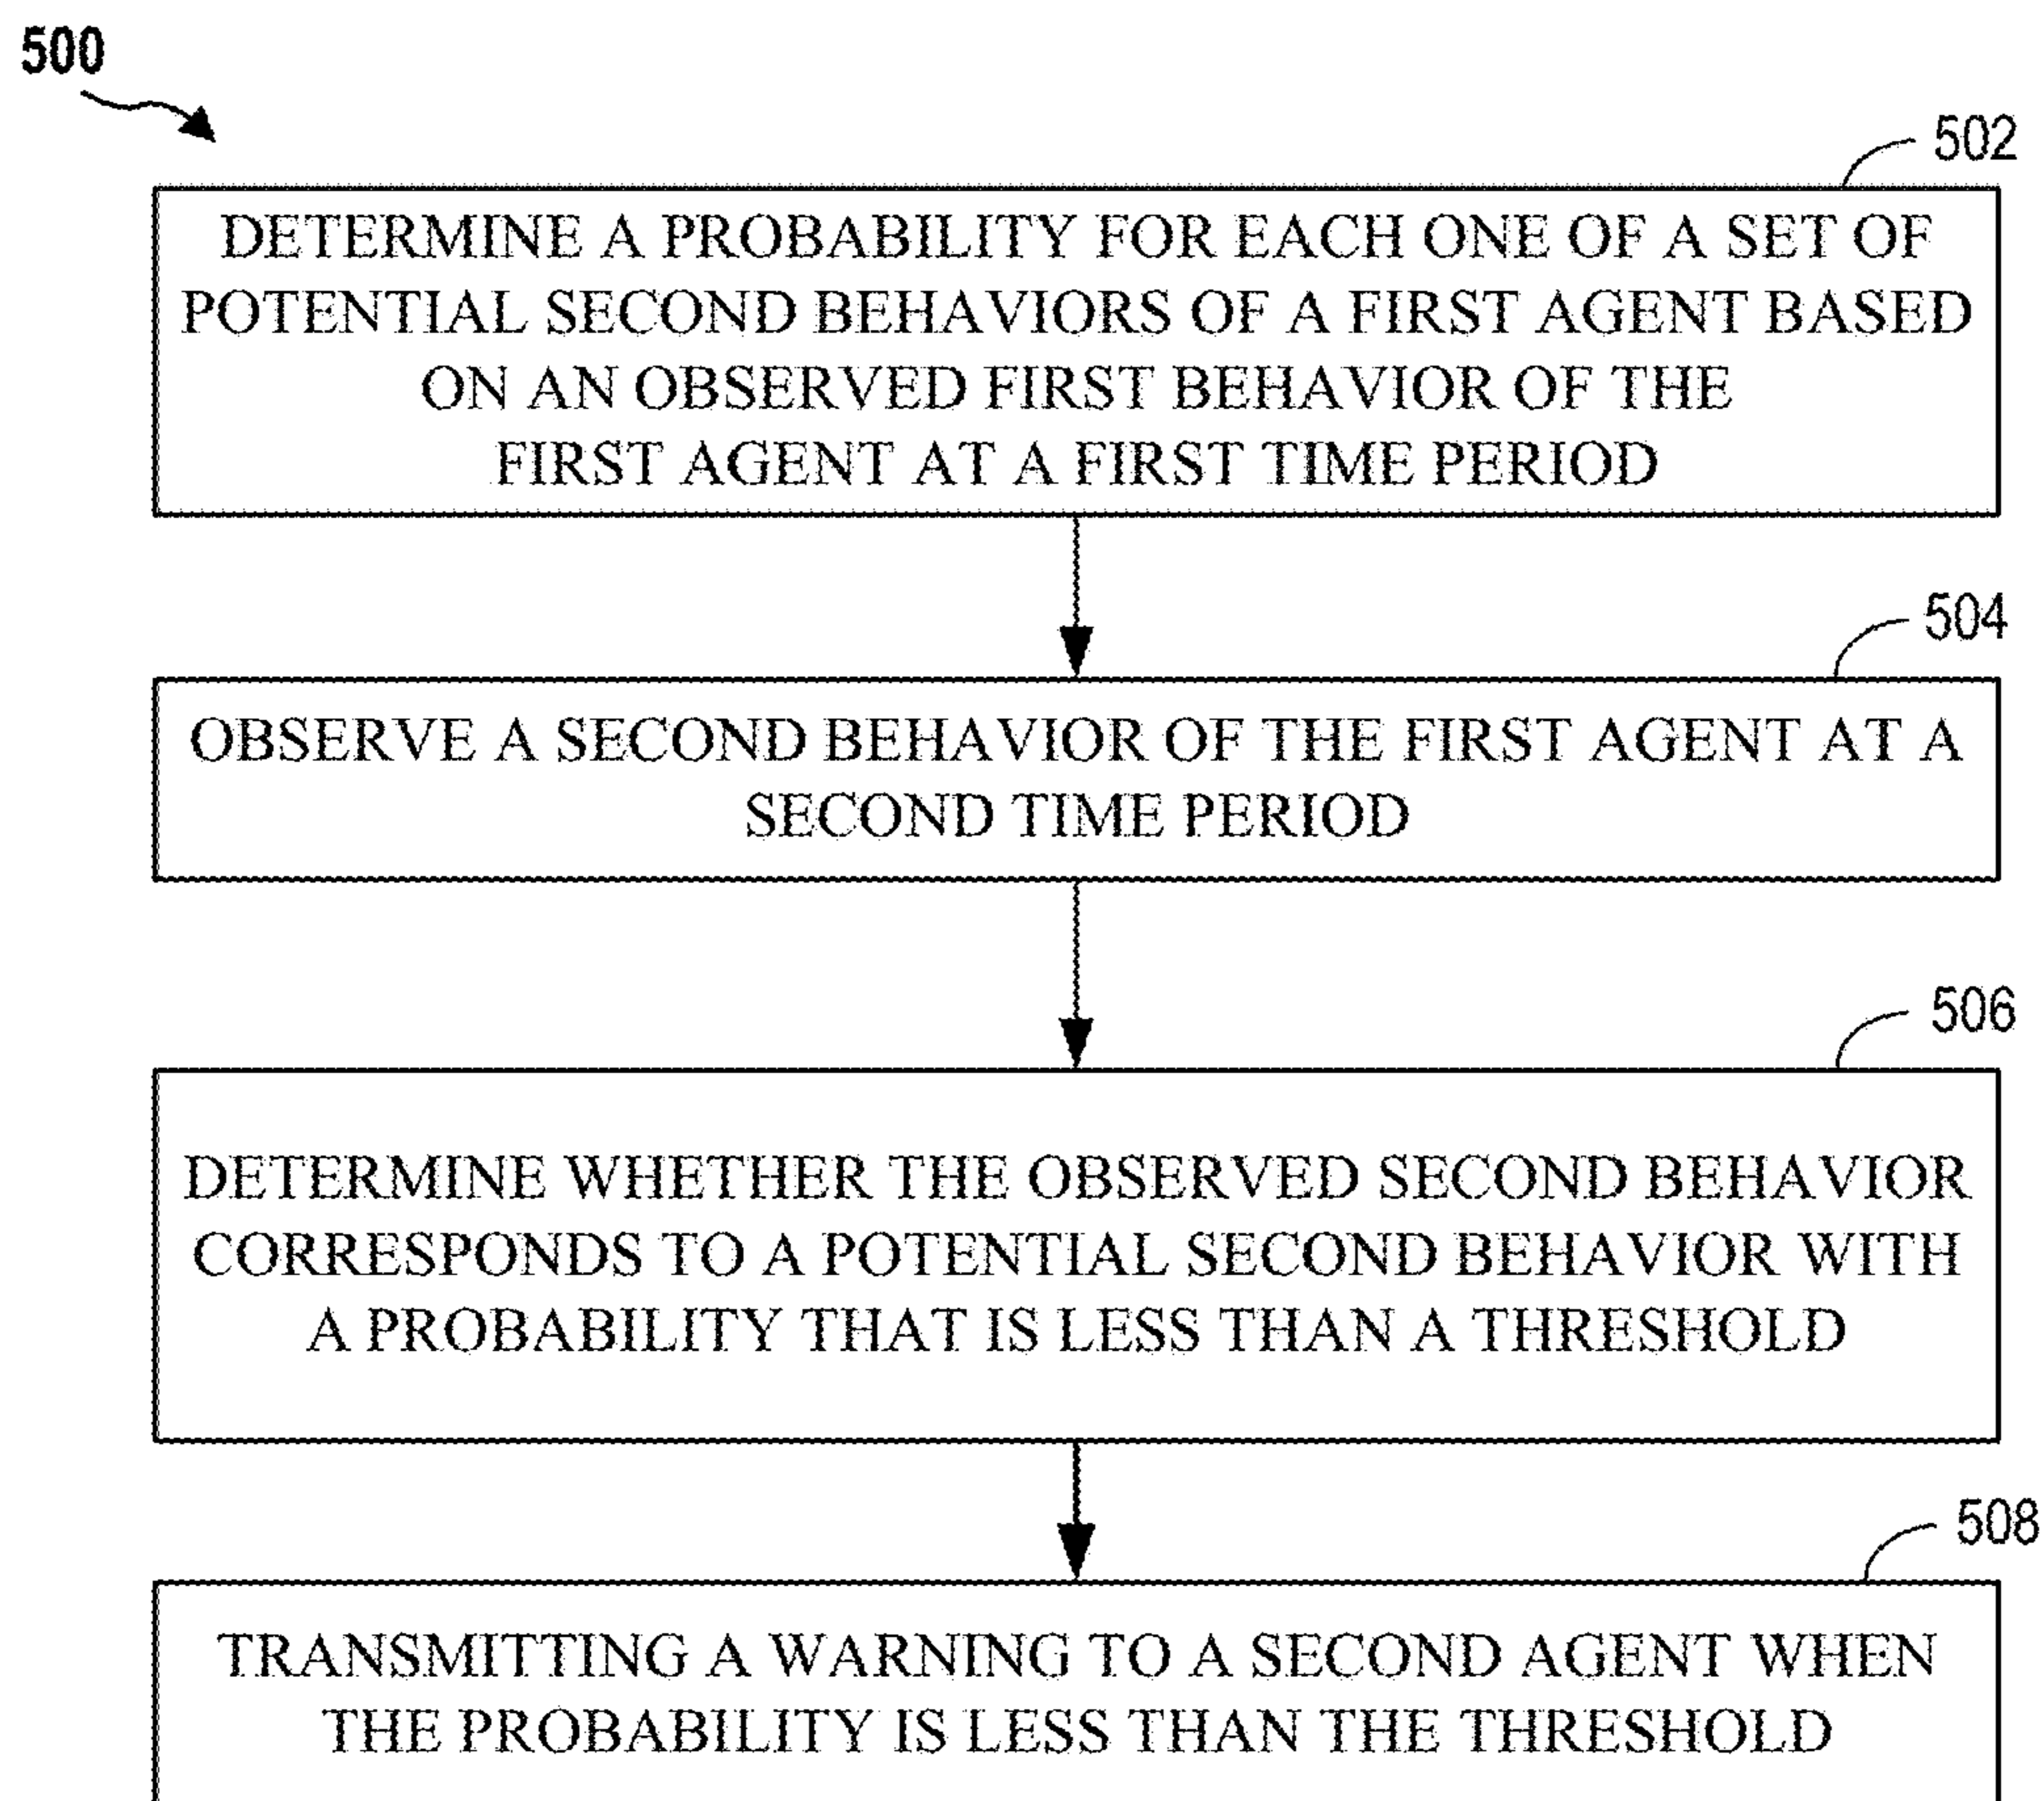 500
502
DETERMINE A PROBABILITY FOR EACH ONE OF A SET OF
POTENTIAL SECOND BEHAVIORS OF A FIRST AGENT BASED
ON AN OBSERVED FIRST BEHAVIOR OF THE
FIRST AGENT AT A FIRST TIME PERIOD
504
OBSERVE A SECOND BEHAVIOR OF THE FIRST AGENT AT A
SECOND TIME PERIOD
506
DETERMINE WHETHER THE OBSERVED SECOND BEHAVIOR
CORRESPONDS TO A POTENTIAL SECOND BEHAVIOR WITH
A PROBABILITY THAT IS LESS THAN A THRESHOLD
508
TRANSMITTING A WARNING TO A SECOND AGENT WHEN
THE PROBABILITY IS LESS THAN THE THRESHOLD